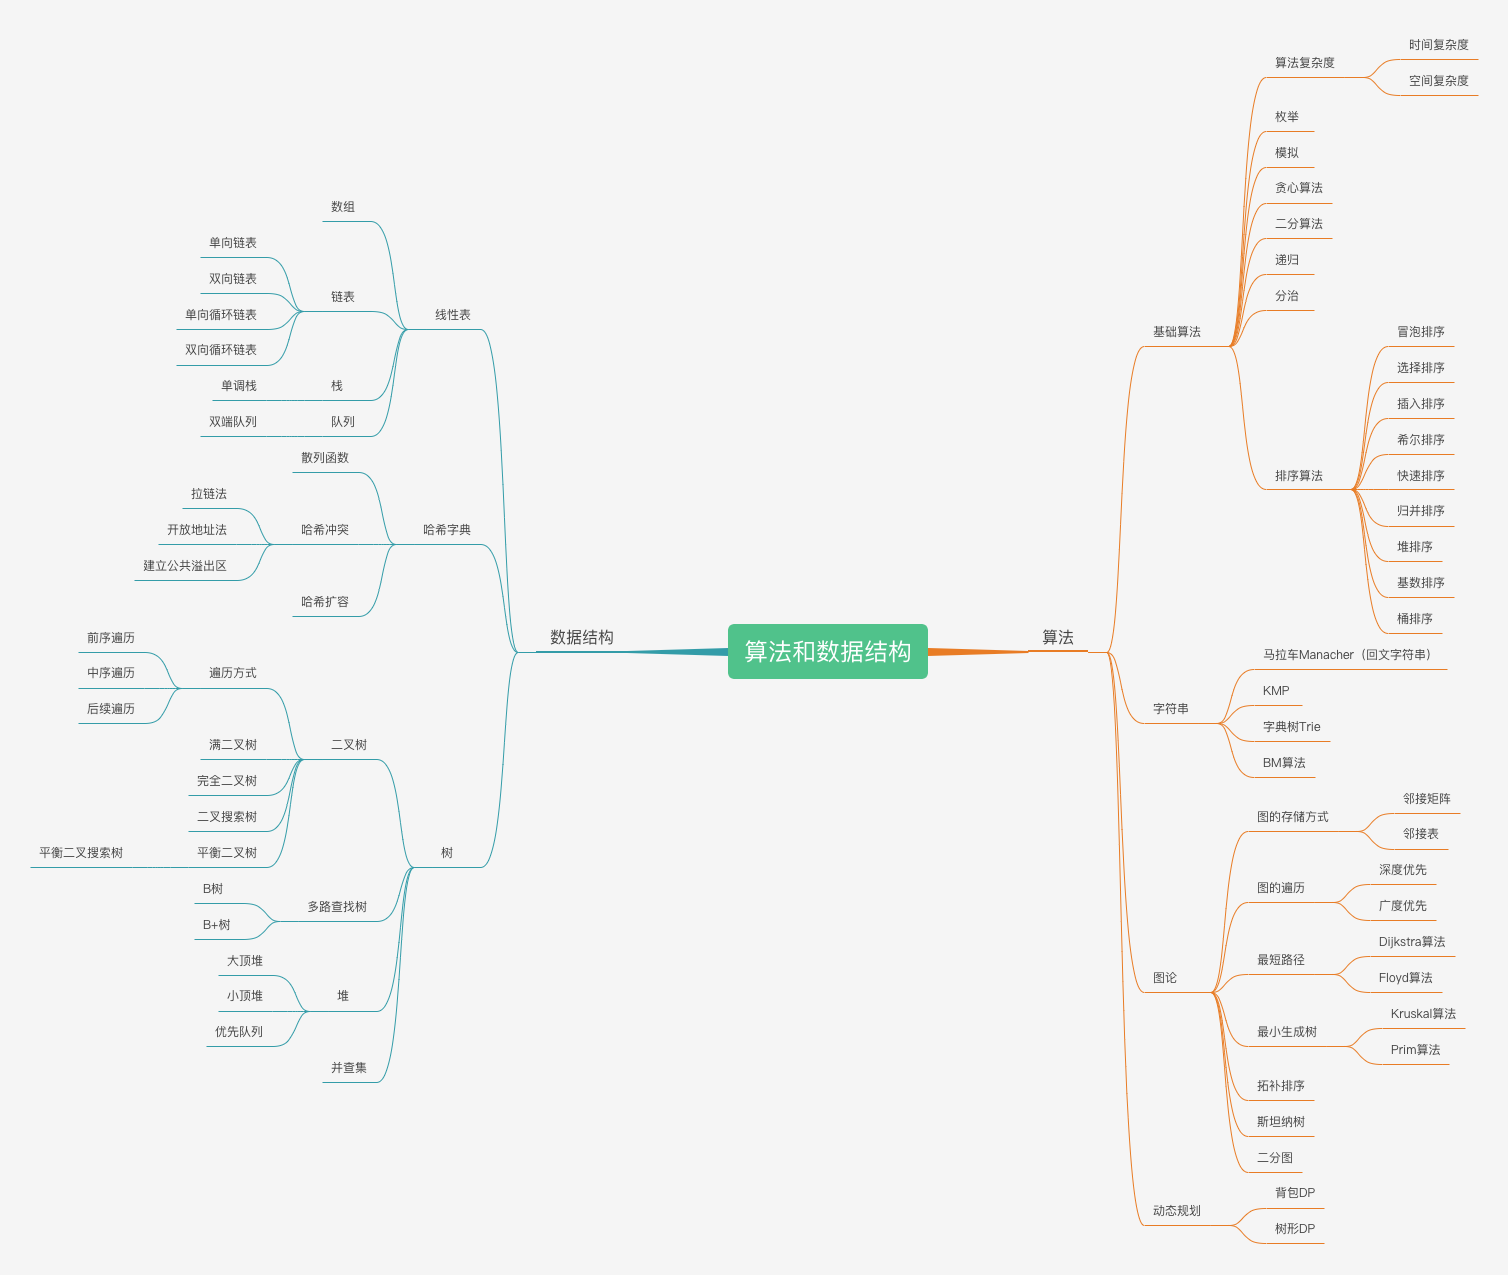 算法和数据结构
数据结构
线性表
数组
链表
单向链表
双向链表
单向循环链表
双向循环链表
栈
单调栈
队列
双端队列
哈希字典
散列函数
哈希冲突
拉链法
开放地址法
建立公共溢出区
哈希扩容
树
二叉树
遍历方式
前序遍历
中序遍历
后续遍历
满二叉树
完全二叉树
二叉搜索树
平衡二叉树
平衡二叉搜索树
多路查找树
B树
B+树
堆
大顶堆
小顶堆
优先队列
并查集
算法
基础算法
算法复杂度
时间复杂度
空间复杂度
枚举
模拟
贪心算法
二分算法
递归
分治
排序算法
冒泡排序
选择排序
插入排序
希尔排序
快速排序
归并排序
堆排序
基数排序
桶排序
字符串
马拉车Manacher（回文字符串）
KMP
字典树Trie
BM算法
图论
图的存储方式
邻接矩阵
邻接表
图的遍历
深度优先
广度优先
最短路径
Dijkstra算法
Floyd算法
最小生成树
Kruskal算法
Prim算法
拓补排序
斯坦纳树
二分图
动态规划
背包DP
树形DP